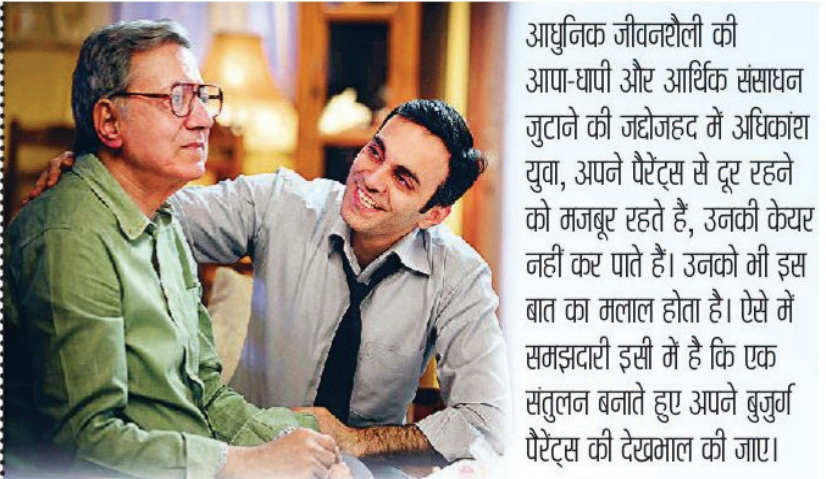 आधुनिक जीवनशैली की
आपा-धापी और आर्थिक संसाधन
जुटाने की जद्दोजहद में अधिकांश
युवा, अपने पैरेंट्स से दूर रहने
को मजबूर रहते हैं, उनकी केयर
नहीं कर पाते हैं। उनको भी इस
बात का मलाल होता है। ऐसे में
समझदारी इसी में है कि एक
संतुलन बनाते हुए अपने बुजुर्ग
पैरेंट्स की देखभाल की जाए।